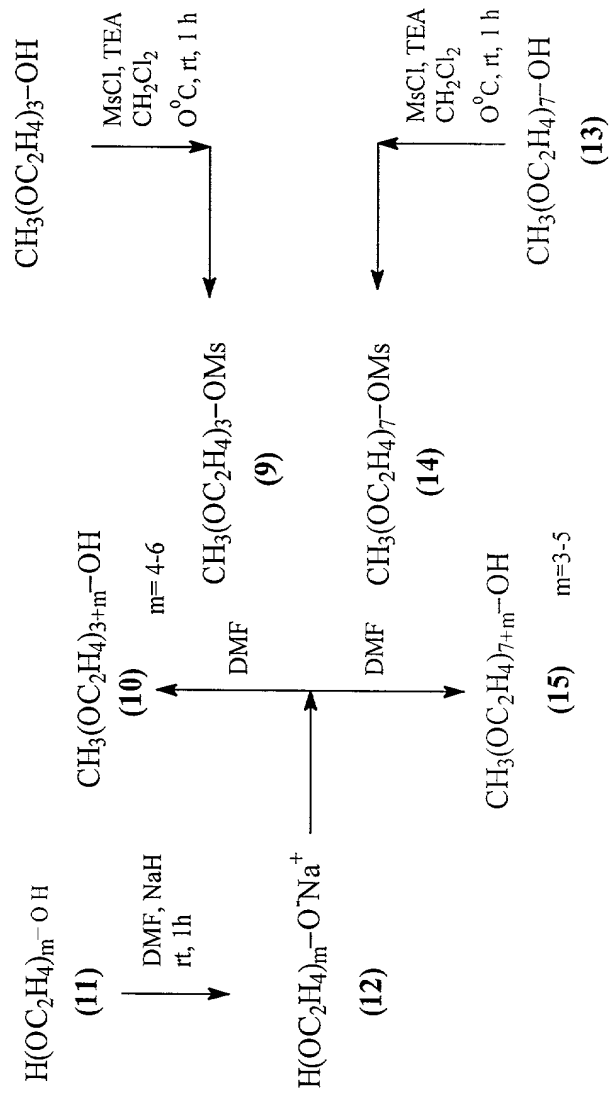 H(OC₂H₄)ₘ–OH
(11)
DMF, NaH
rt, 1h
H(OC₂H₄)ₘ–O⁻Na⁺
(12)
CH₃(OC₂H₄)₃₊ₘ–OH
(10)
m= 4-6
DMF
DMF
CH₃(OC₂H₄)₇₊ₘ–OH
(15)
m=3-5
CH₃(OC₂H₄)₃–OMs
(9)
CH₃(OC₂H₄)₇–OMs
(14)
CH₃(OC₂H₄)₃–OH
MsCl, TEA
CH₂Cl₂
O⁰C, rt, 1 h
MsCl, TEA
CH₂Cl₂
O⁰C, rt, 1 h
CH₃(OC₂H₄)₇–OH
(13)